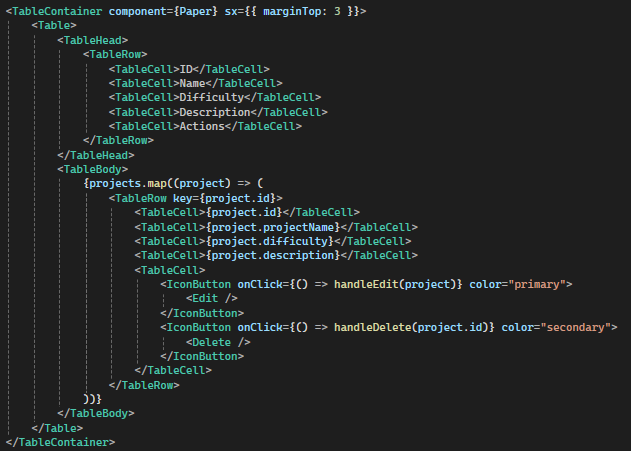 <TableContainer component={Paper} sx={{ marginTop: 3 }}>
    <Table>
        <TableHead>
            <TableRow>
                <TableCell>ID</TableCell>
                <TableCell>Name</TableCell>
                <TableCell>Difficulty</TableCell>
                <TableCell>Description</TableCell>
                <TableCell>Actions</TableCell>
            </TableRow>
        </TableHead>
        <TableBody>
            {projects.map((project) => (
                <TableRow key={project.id}>
                    <TableCell>{project.id}</TableCell>
                    <TableCell>{project.projectName}</TableCell>
                    <TableCell>{project.difficulty}</TableCell>
                    <TableCell>{project.description}</TableCell>
                    <TableCell>
                        <IconButton onClick={() => handleEdit(project)} color="primary">
                            <Edit />
                        </IconButton>
                        <IconButton onClick={() => handleDelete(project.id)} color="secondary">
                            <Delete />
                        </IconButton>
                    </TableCell>
                </TableRow>
            ))}
        </TableBody>
    </Table>
</TableContainer>